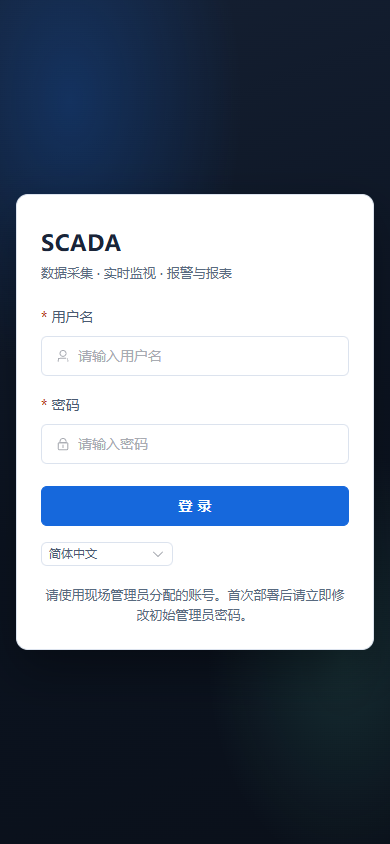 SCADA
数据采集 · 实时监视 · 报警与报表
* 用户名
请输入用户名
* 密码
请输入密码
登 录
简体中文
请使用现场管理员分配的账号。首次部署后请立即修
改初始管理员密码。